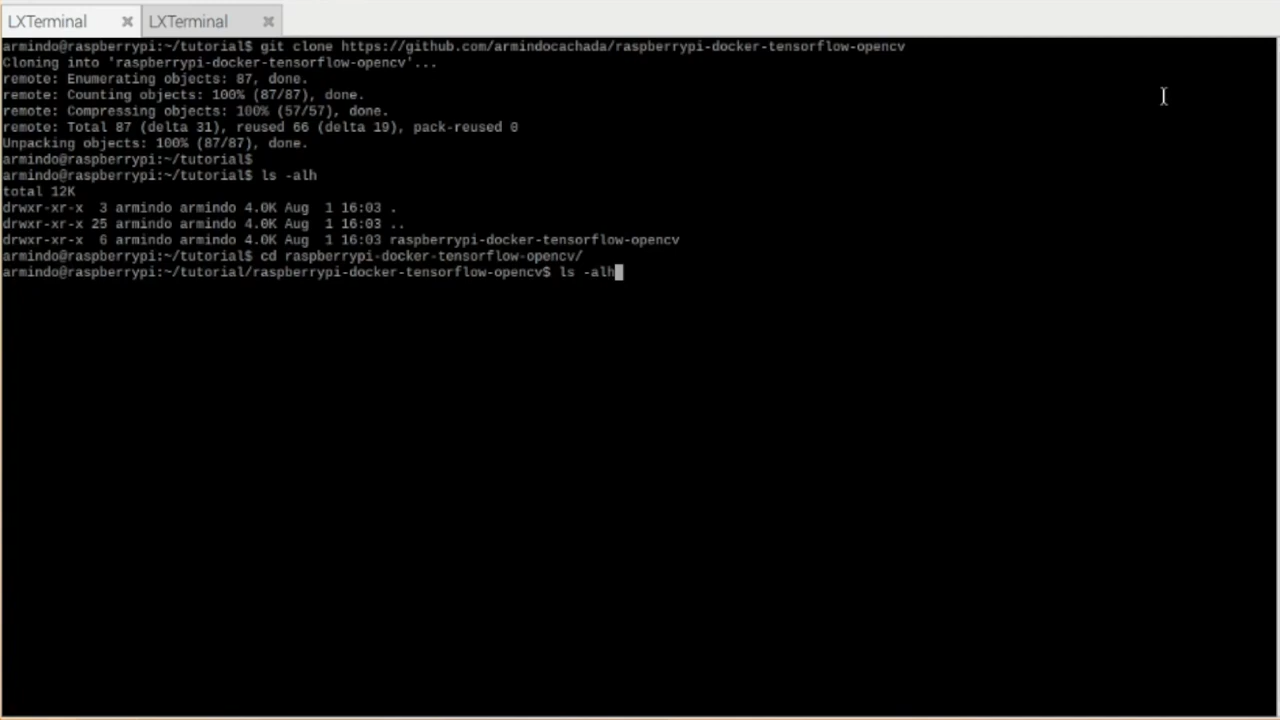 LXTerminal LXTerminal
armindo@raspberrypi:~/tutorial$ git clone https://github.com/armindocachada/raspberrypi-docker-tensorflow-opencv
Cloning into 'raspberrypi-docker-tensorflow-opencv'...
remote: Enumerating objects: 87, done.
remote: Counting objects: 100% (87/87), done.
remote: Compressing objects: 100% (57/57), done.
remote: Total 87 (delta 31), reused 66 (delta 19), pack-reused 0
Unpacking objects: 100% (87/87), done.
armindo@raspberrypi:~/tutorial$
armindo@raspberrypi:~/tutorial$ ls -alh
total 12K
drwxr-xr-x  3 armindo armindo 4.0K Aug  1 16:03 .
drwxr-xr-x 25 armindo armindo 4.0K Aug  1 16:03 ..
drwxr-xr-x  6 armindo armindo 4.0K Aug  1 16:03 raspberrypi-docker-tensorflow-opencv
armindo@raspberrypi:~/tutorial$ cd raspberrypi-docker-tensorflow-opencv/
armindo@raspberrypi:~/tutorial/raspberrypi-docker-tensorflow-opencv$ ls -alh